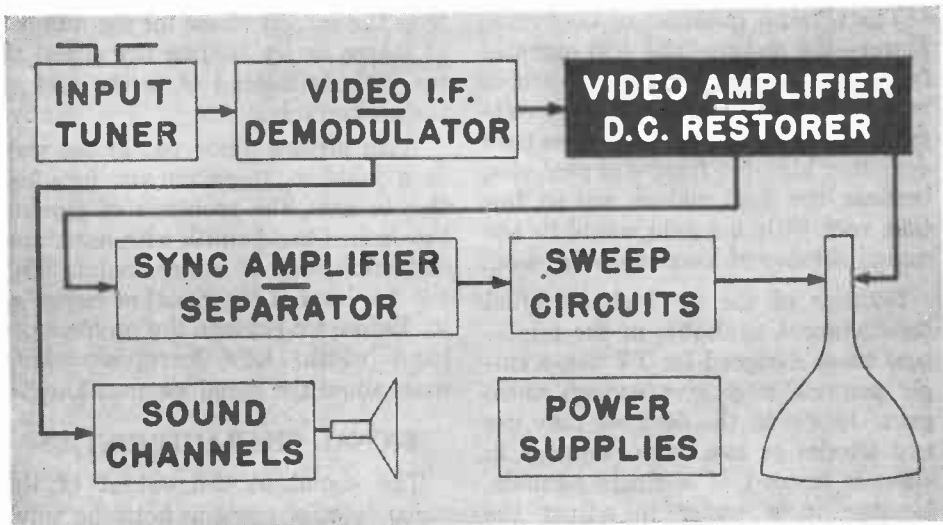 INPUT
TUNER
VIDEO I.F.
DEMODULATOR
VIDEO AMPLIFIER
D.C. RESTORER
SYNC AMPLIFIER
SEPARATOR
SWEEP
CIRCUITS
SOUND
CHANNELS
POWER
SUPPLIES